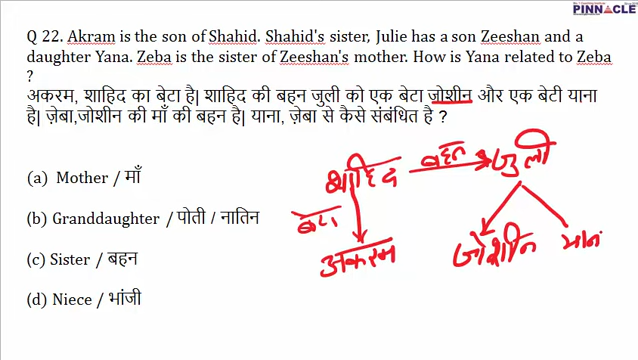 PINNACLE
Q 22. Akram is the son of Shahid. Shahid's sister, Julie has a son Zeeshan and a
daughter Yana. Zeba is the sister of Zeeshan's mother. How is Yana related to Zeba
?
अकरम, शाहिद का बेटा है| शाहिद की बहन जुली को एक बेटा ज़ोशीन और एक बेटी याना
है| ज़ेबा,जोशीन की माँ की बहन है| याना, ज़ेबा से कैसे संबंधित है ?
(a) Mother / माँ
(b) Granddaughter / पोती / नातिन
(c) Sister / बहन
(d) Niece / भांजी
शाहिद बहन जुली
बेटा
अकरम जोशीन